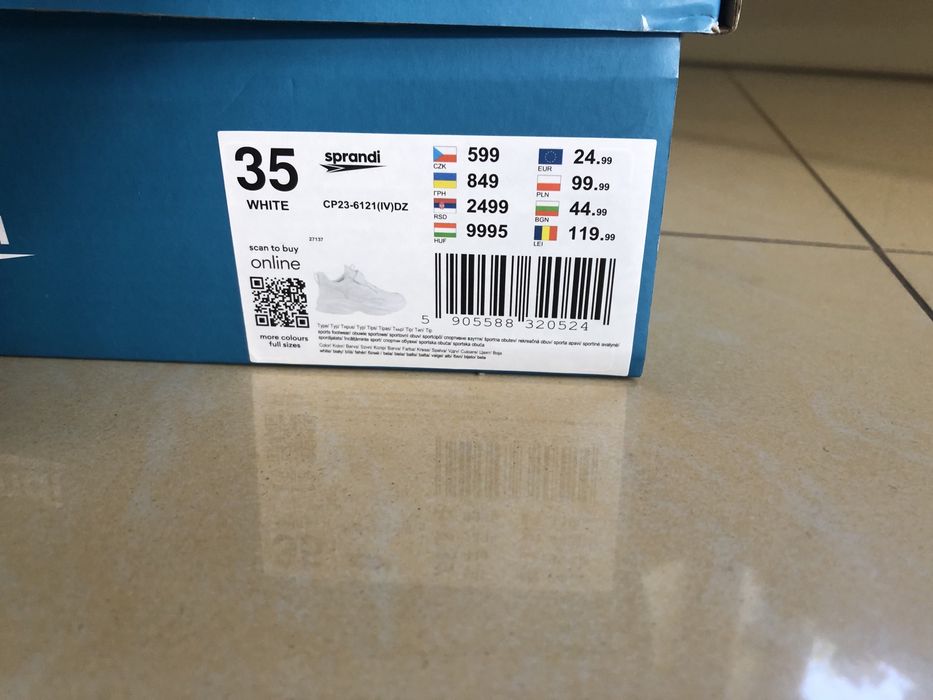 35
WHITE
sprandi
CP23-6121(IV)DZ
27137
599
CZK
849
ГРН
2499
RSD
9995
HUF
24.99
EUR
99.99
PLN
44.99
BGN
119.99
LEI
scan to buy
online
more colours
full sizes
5 905588 320524